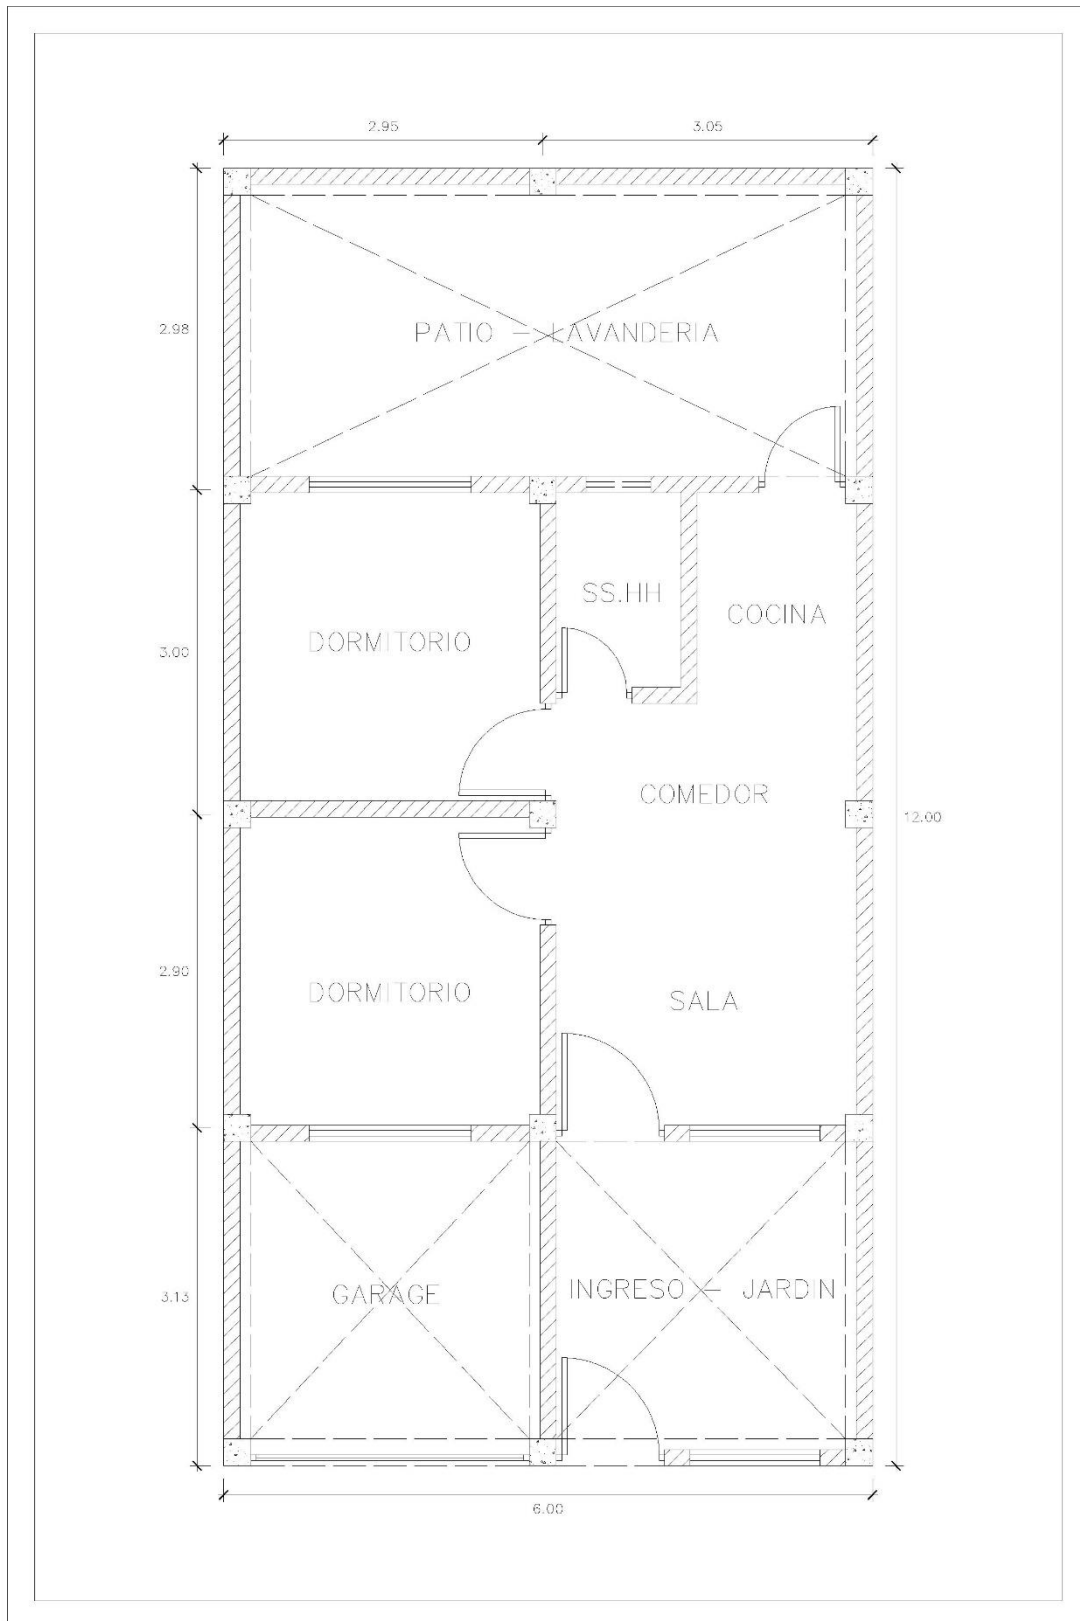 2.95
3.05
2.98
PATIO - LAVANDERIA
SS.HH
COCINA
DORMITORIO
3.00
COMEDOR
12.00
2.90
DORMITORIO
SALA
3.13
GARAGE
INGRESO - JARDIN
6.00